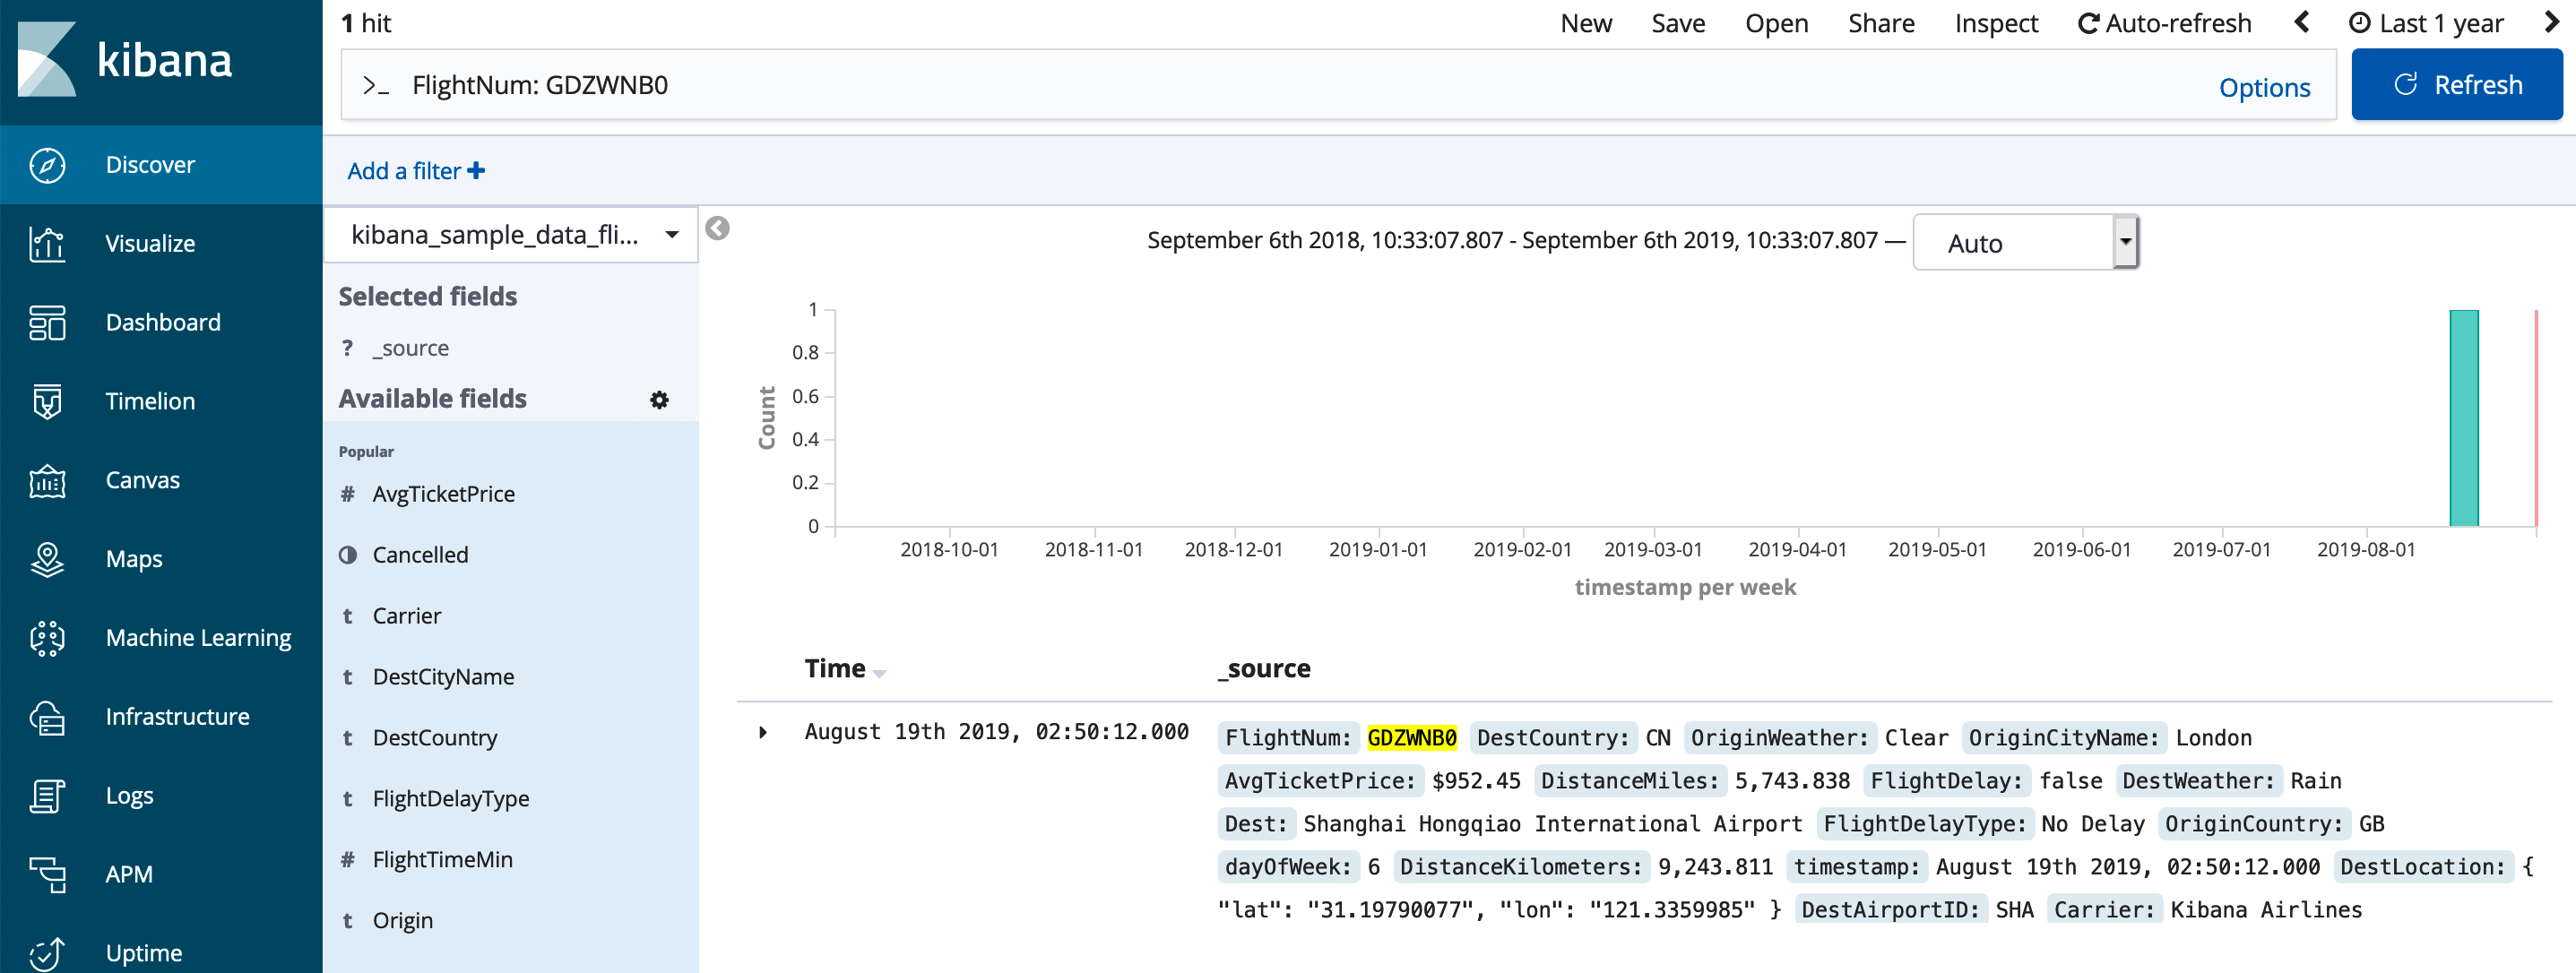 kibana
Discover
Visualize
Dashboard
Timelion
Canvas
Maps
Machine Learning
Infrastructure
Logs
APM
Uptime
1 hit
New Save Open Share Inspect Auto-refresh Last 1 year
>_ FlightNum: GDZWNB0 Options Refresh
Add a filter +
kibana_sample_data_fli...
Selected fields
? _source
Available fields
Popular
# AvgTicketPrice
Cancelled
t Carrier
t DestCityName
t DestCountry
t FlightDelayType
# FlightTimeMin
t Origin
September 6th 2018, 10:33:07.807 - September 6th 2019, 10:33:07.807 — Auto
1
0.8
0.6
0.4
0.2
0
Count
2018-10-01 2018-11-01 2018-12-01 2019-01-01 2019-02-01 2019-03-01 2019-04-01 2019-05-01 2019-06-01 2019-07-01 2019-08-01
timestamp per week
Time _source
August 19th 2019, 02:50:12.000 FlightNum: GDZWNB0 DestCountry: CN OriginWeather: Clear OriginCityName: London
AvgTicketPrice: $952.45 DistanceMiles: 5,743.838 FlightDelay: false DestWeather: Rain
Dest: Shanghai Hongqiao International Airport FlightDelayType: No Delay OriginCountry: GB
dayOfWeek: 6 DistanceKilometers: 9,243.811 timestamp: August 19th 2019, 02:50:12.000 DestLocation: {
"lat": "31.19790077", "lon": "121.3359985" } DestAirportID: SHA Carrier: Kibana Airlines